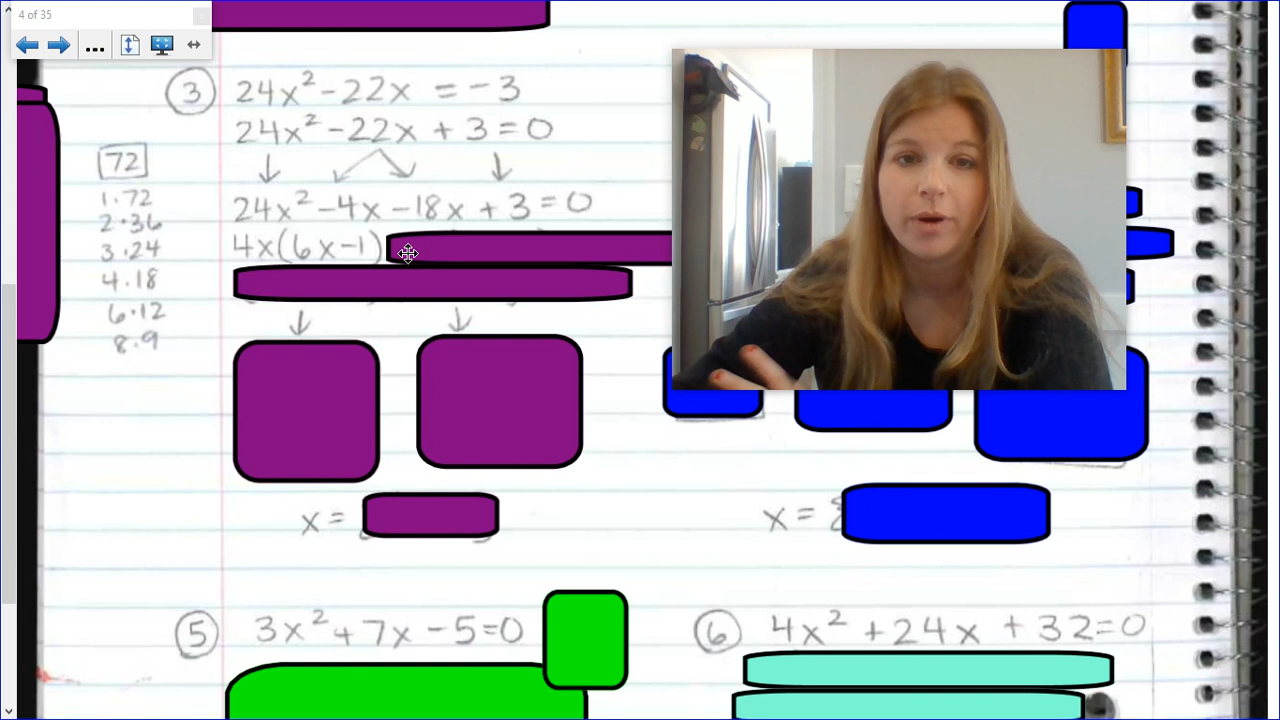 4 of 35
③ 24x² - 22x = -3
24x² - 22x + 3 = 0
72
1·72
2·36
3·24
4·18
6·12
8·9
24x² - 4x - 18x + 3 = 0
4x(6x - 1)
x =
x = {
⑤ 3x² + 7x - 5 = 0
⑥ 4x² + 24x + 32 = 0